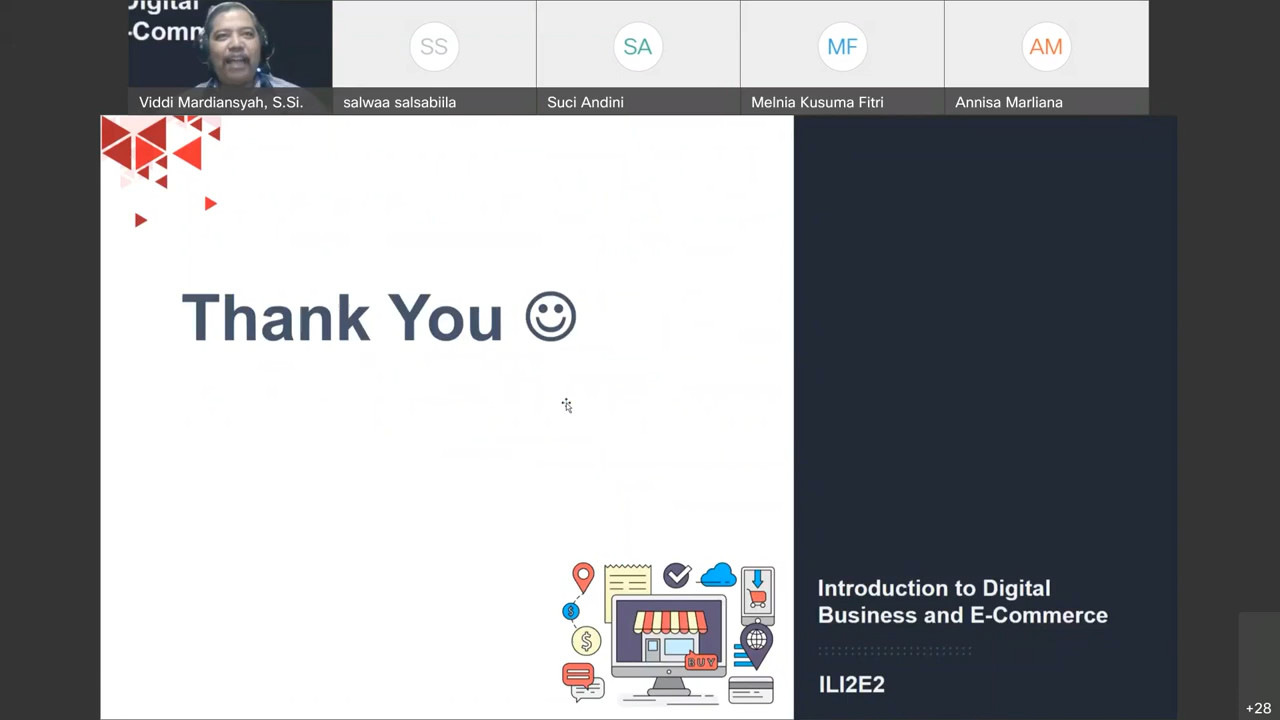 Digital
-Comm
Viddi Mardiansyah, S.Si.
SS
salwaa salsabiila
SA
Suci Andini
MF
Melnia Kusuma Fitri
AM
Annisa Marliana
Thank You ☺
$
$
BUY
Introduction to Digital
Business and E-Commerce
ILI2E2
+28